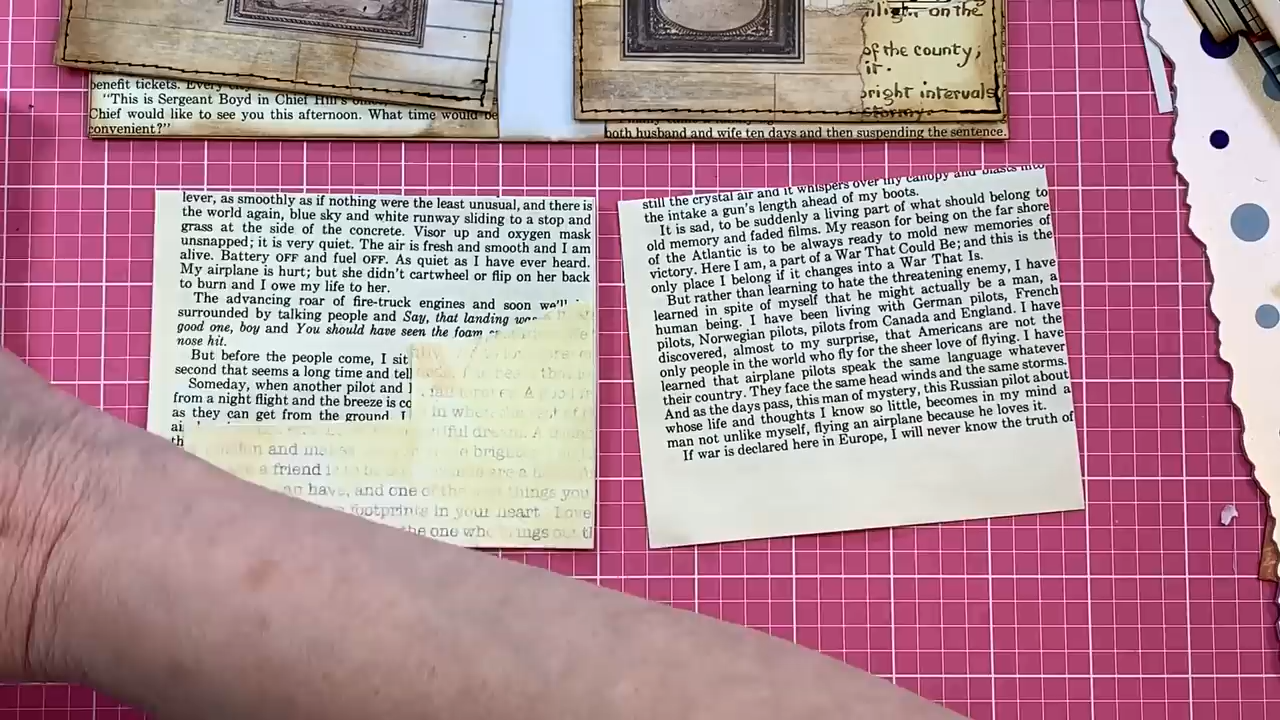 benefit tickets. Every
"This is Sergeant Boyd in Chief Hill's
Chief would like to see you this afternoon. What time would be
convenient?"
on the
of the county;
it.
bright intervals
stormy.
both husband and wife ten days and then suspending the sentence.
lever, as smoothly as if nothing were the least unusual, and there is
the world again, blue sky and white runway sliding to a stop and
grass at the side of the concrete. Visor up and oxygen mask
unsnapped; it is very quiet. The air is fresh and smooth and I am
alive. Battery OFF and fuel OFF. As quiet as I have ever heard.
My airplane is hurt; but she didn't cartwheel or flip on her back
to burn and I owe my life to her.
The advancing roar of fire-truck engines and soon we'll
surrounded by talking people and Say, that landing
good one, boy and You should have seen the foam
nose hit.
But before the people come, I sit
second that seems a long time and tell
Someday, when another pilot and I
from a night flight and the breeze is
as they can get from the ground, I
in when
dream. A
and
a friend is
have, and one of the things you
footprints in your heart. Love
the one who brings out
still the crystal air and it whispers over my canopy and blasts into
the intake a gun's length ahead of my boots.
It is sad, to be suddenly a living part of what should belong to
old memory and faded films. My reason for being on the far shore
of the Atlantic is to be always ready to mold new memories of
victory. Here I am, a part of a War That Could Be; and this is the
only place I belong if it changes into a War That Is.
But rather than learning to hate the threatening enemy, I have
learned in spite of myself that he might actually be a man, a
human being. I have been living with German pilots, French
pilots, Norwegian pilots, pilots from Canada and England. I have
discovered, almost to my surprise, that Americans are not the
only people in the world who fly for the sheer love of flying. I have
learned that airplane pilots speak the same language whatever
their country. They face the same head winds and the same storms.
And as the days pass, this man of mystery, this Russian pilot about
whose life and thoughts I know so little, becomes in my mind a
man not unlike myself, flying an airplane because he loves it.
If war is declared here in Europe, I will never know the truth of